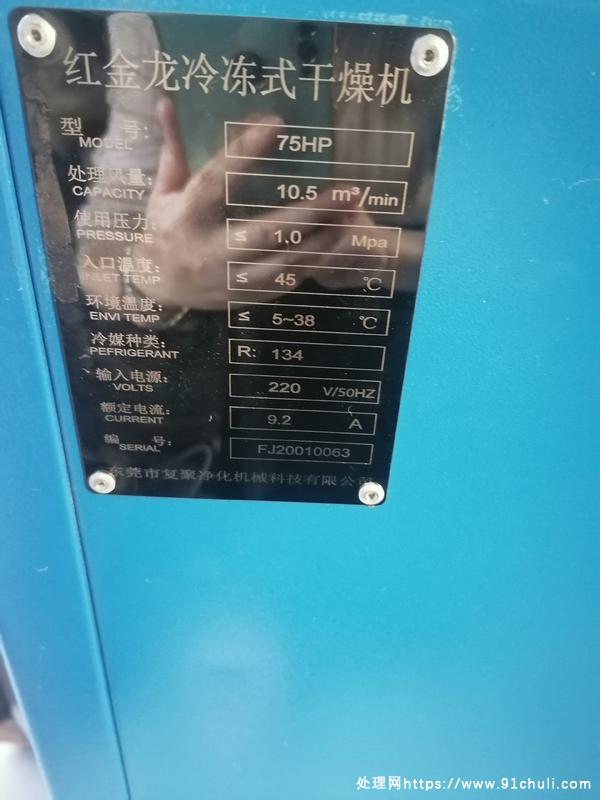 红金龙冷冻式干燥机
型 号: 75HP
MODEL
处理风量: 10.5 m³/min
CAPACITY
使用压力: ≤ 1.0 Mpa
PRESSURE
入口温度: ≤ 45 ℃
INLET TEMP
环境温度: ≤ 5~38 ℃
ENVI TEMP
冷媒种类: R: 134
PEFRIGERANT
输入电源: 220 V/50HZ
VOLTS
额定电流: 9.2 A
CURRENT
编 号: FJ20010063
SERIAL
东莞市复聚净化机械科技有限公司
处理网https://www.91chuli.com